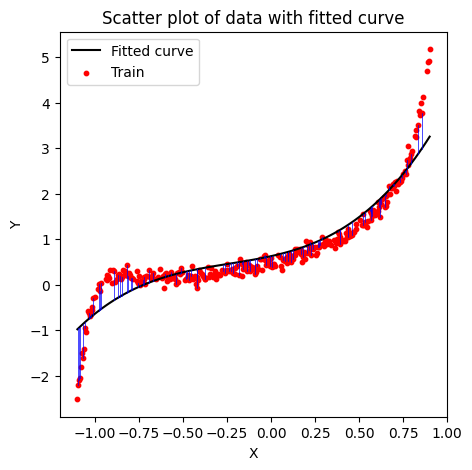 Scatter plot of data with fitted curve
Fitted curve
Train
5
4
3
2
1
0
−1
−2
Y
−1.00 −0.75 −0.50 −0.25 0.00 0.25 0.50 0.75 1.00
X